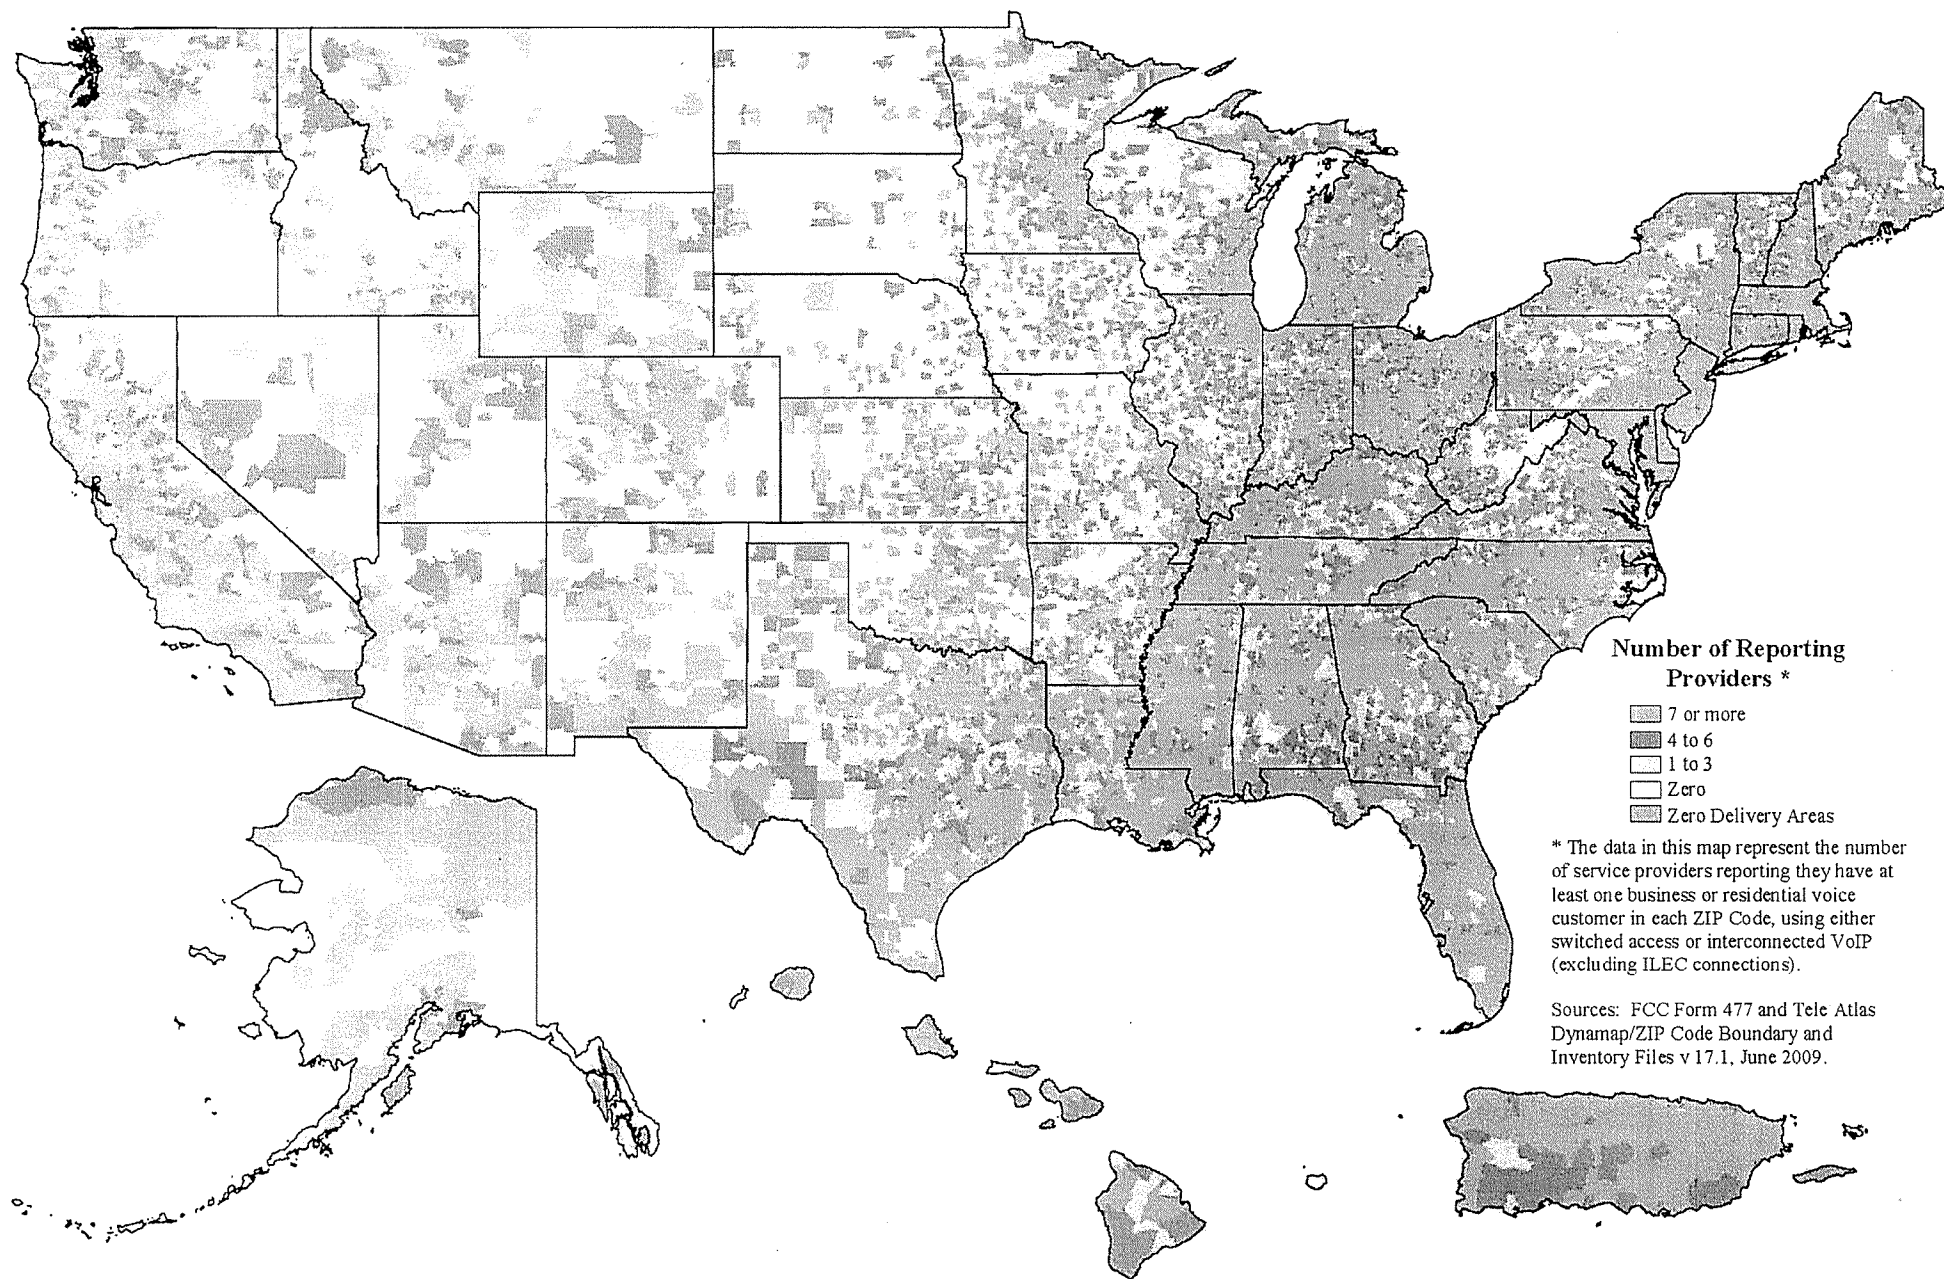 Number of Reporting
Providers *
7 or more
4 to 6
1 to 3
Zero
Zero Delivery Areas
* The data in this map represent the number
of service providers reporting they have at
least one business or residential voice
customer in each ZIP Code, using either
switched access or interconnected VoIP
(excluding ILEC connections).
Sources: FCC Form 477 and Tele Atlas
Dynamap/ZIP Code Boundary and
Inventory Files v 17.1, June 2009.